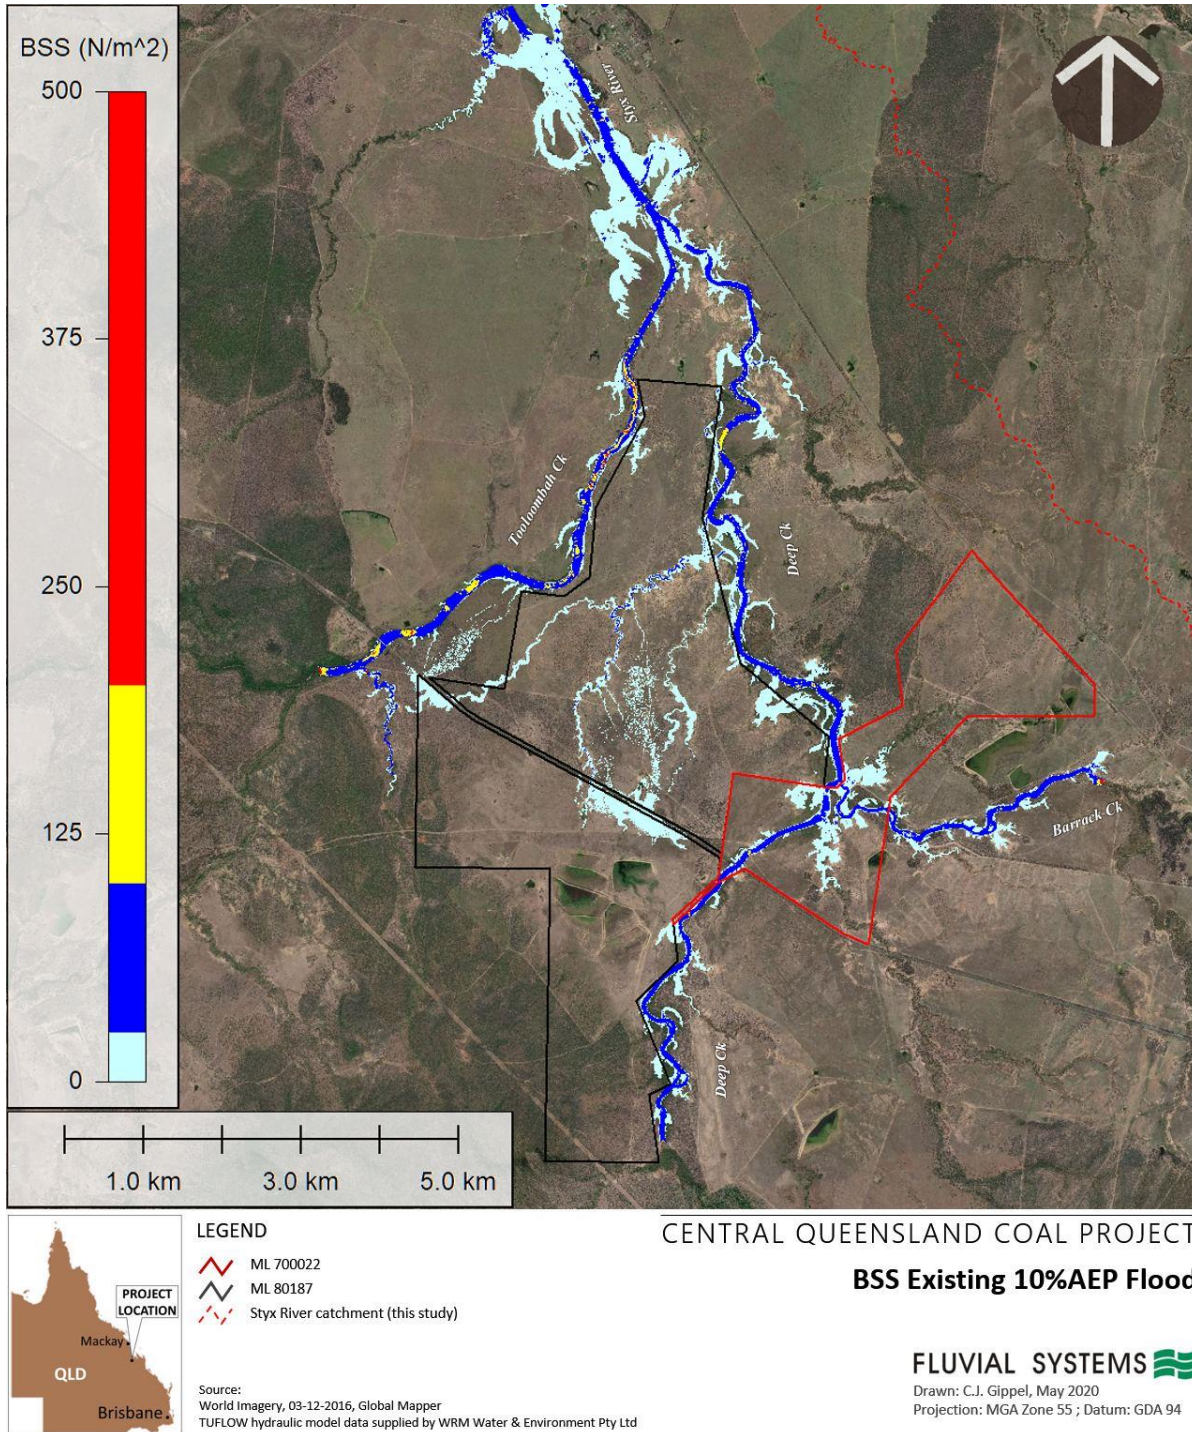 BSS (N/m^2)
500
375
250
125
0
Styx River
Tooloombah Ck
Deep Ck
Barrack Ck
Deep Ck
1.0 km 3.0 km 5.0 km
LEGEND
ML 700022
ML 80187
Styx River catchment (this study)
PROJECT
LOCATION
Mackay
QLD
Brisbane
Source:
World Imagery, 03-12-2016, Global Mapper
TUFLOW hydraulic model data supplied by WRM Water & Environment Pty Ltd
CENTRAL QUEENSLAND COAL PROJECT
BSS Existing 10%AEP Flood
FLUVIAL SYSTEMS
Drawn: C.J. Gippel, May 2020
Projection: MGA Zone 55 ; Datum: GDA 94